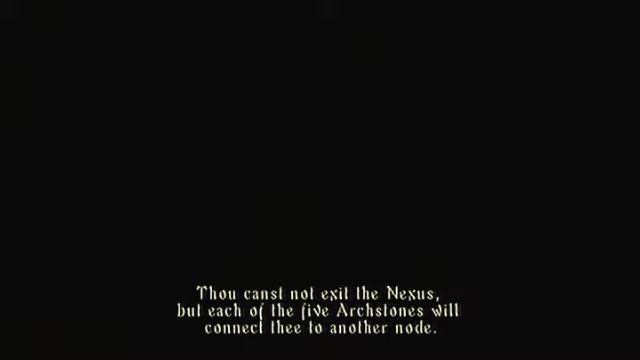 Thou canst not exit the Nexus,
but each of the five Archstones will
connect thee to another node.